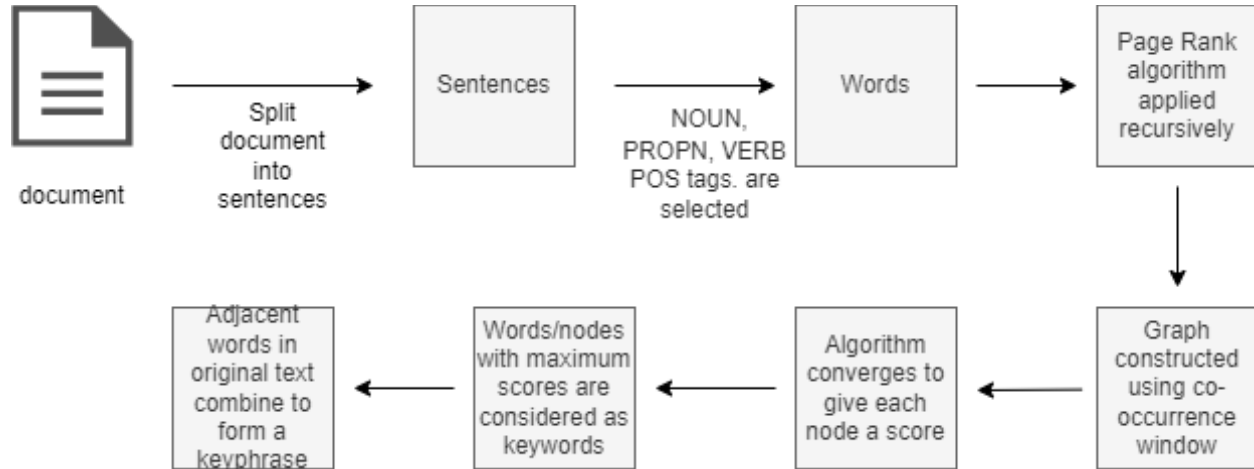 document
Split
document
into
sentences
Sentences
NOUN,
PROPN, VERB
POS tags. are
selected
Words
Page Rank
algorithm
applied
recursively
Graph
constructed
using co-
occurrence
window
Algorithm
converges to
give each
node a score
Words/nodes
with maximum
scores are
considered as
keywords
Adjacent
words in
original text
combine to
form a
keyphrase